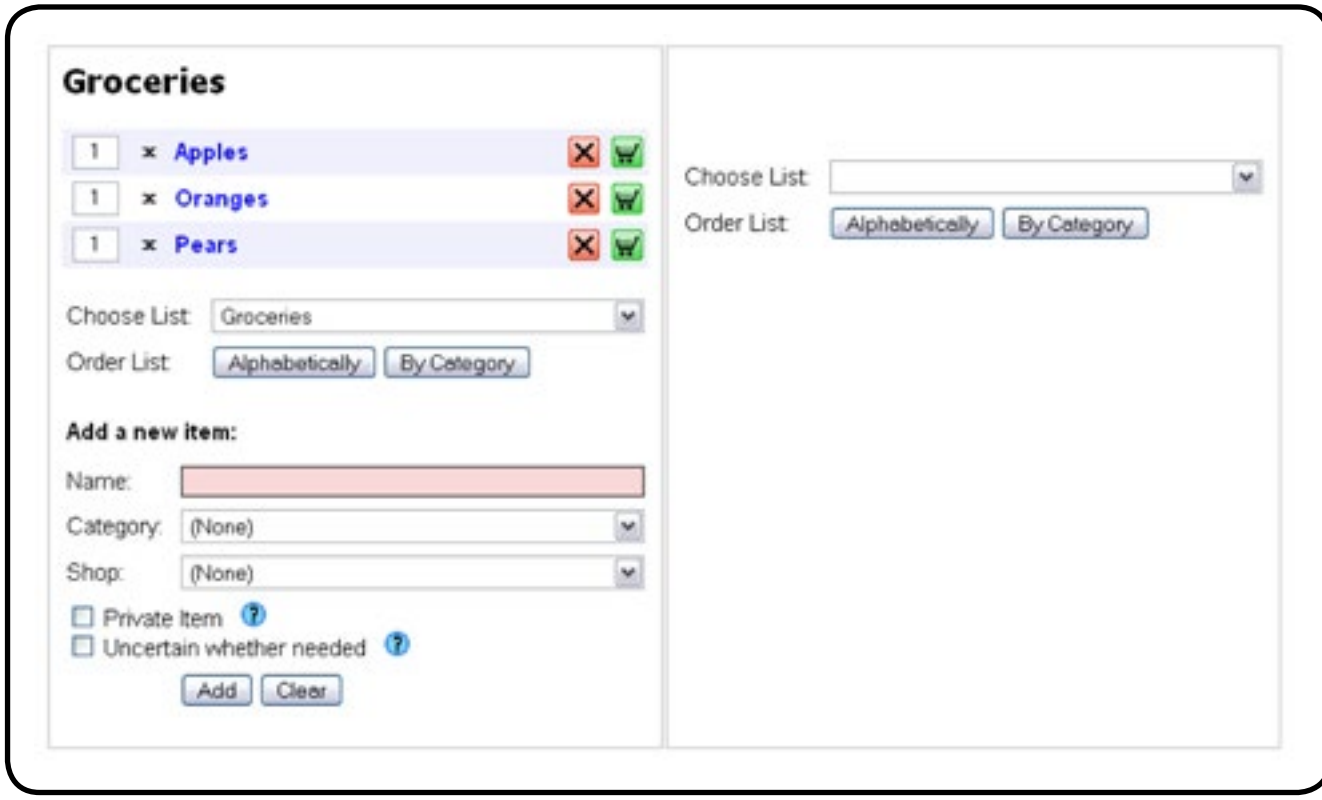 Groceries
1 x Apples
1 x Oranges
1 x Pears
Choose List: Groceries
Order List: Alphabetically By Category
Add a new item:
Name:
Category: (None)
Shop: (None)
Private Item ?
Uncertain whether needed ?
Add Clear
Choose List:
Order List: Alphabetically By Category